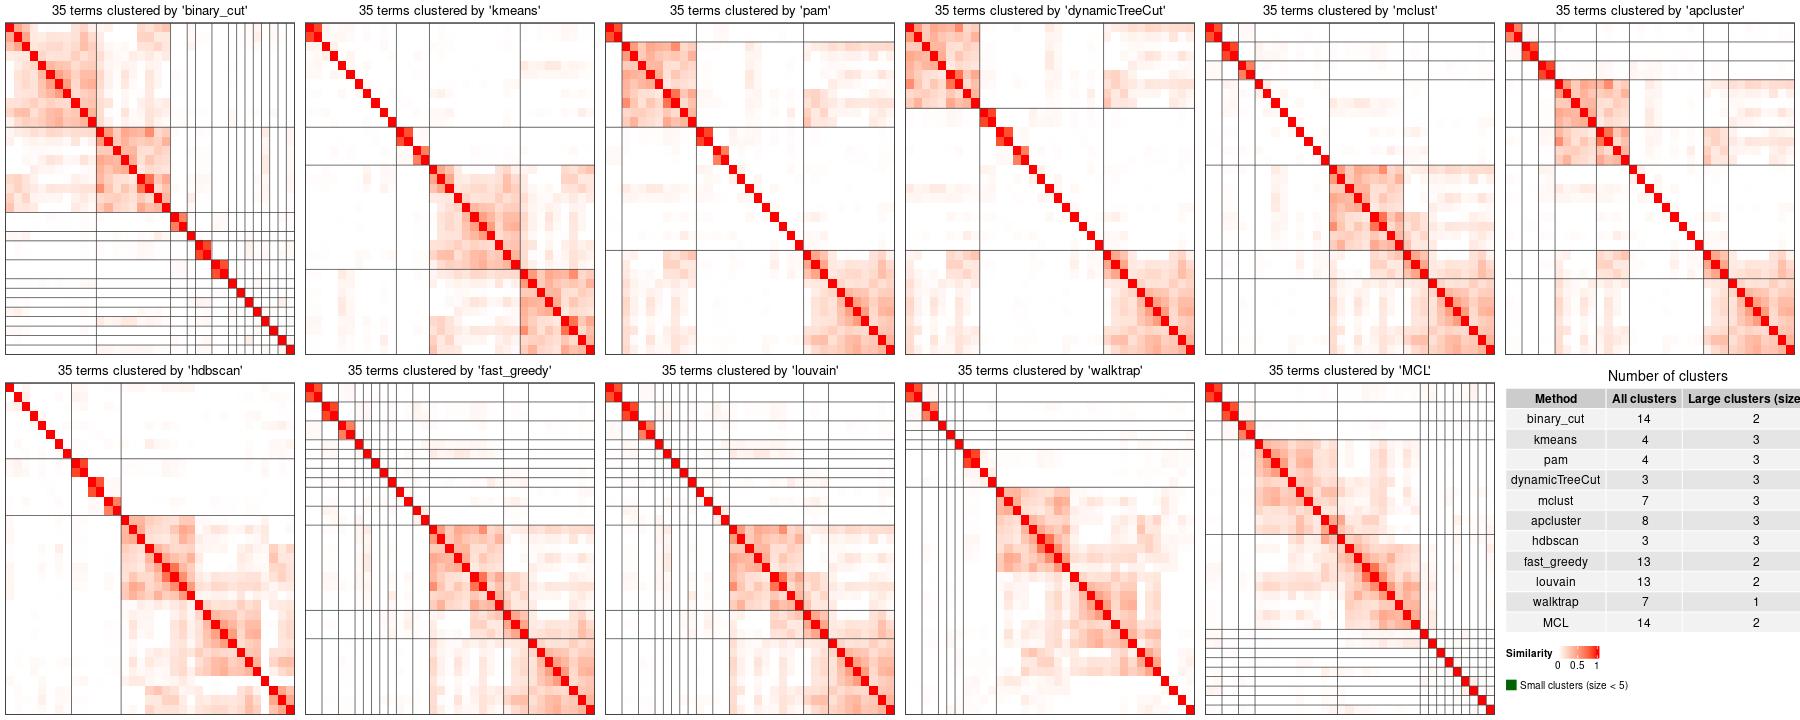 35 terms clustered by 'binary_cut'
35 terms clustered by 'kmeans'
35 terms clustered by 'pam'
35 terms clustered by 'dynamicTreeCut'
35 terms clustered by 'mclust'
35 terms clustered by 'apcluster'
35 terms clustered by 'hdbscan'
35 terms clustered by 'fast_greedy'
35 terms clustered by 'louvain'
35 terms clustered by 'walktrap'
35 terms clustered by 'MCL'
Number of clusters
Method All clusters Large clusters (size
binary_cut 14 2
kmeans 4 3
pam 4 3
dynamicTreeCut 3 3
mclust 7 3
apcluster 8 3
hdbscan 3 3
fast_greedy 13 2
louvain 13 2
walktrap 7 1
MCL 14 2
Similarity
0 0.5 1
Small clusters (size < 5)